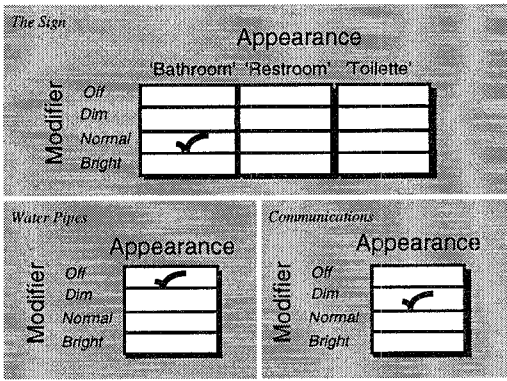 The Sign
Appearance
'Bathroom' 'Restroom' 'Toilette'
Modifier
Off
Dim
Normal
Bright
Water Pipes
Appearance
Modifier
Off
Dim
Normal
Bright
Communications
Appearance
Modifier
Off
Dim
Normal
Bright